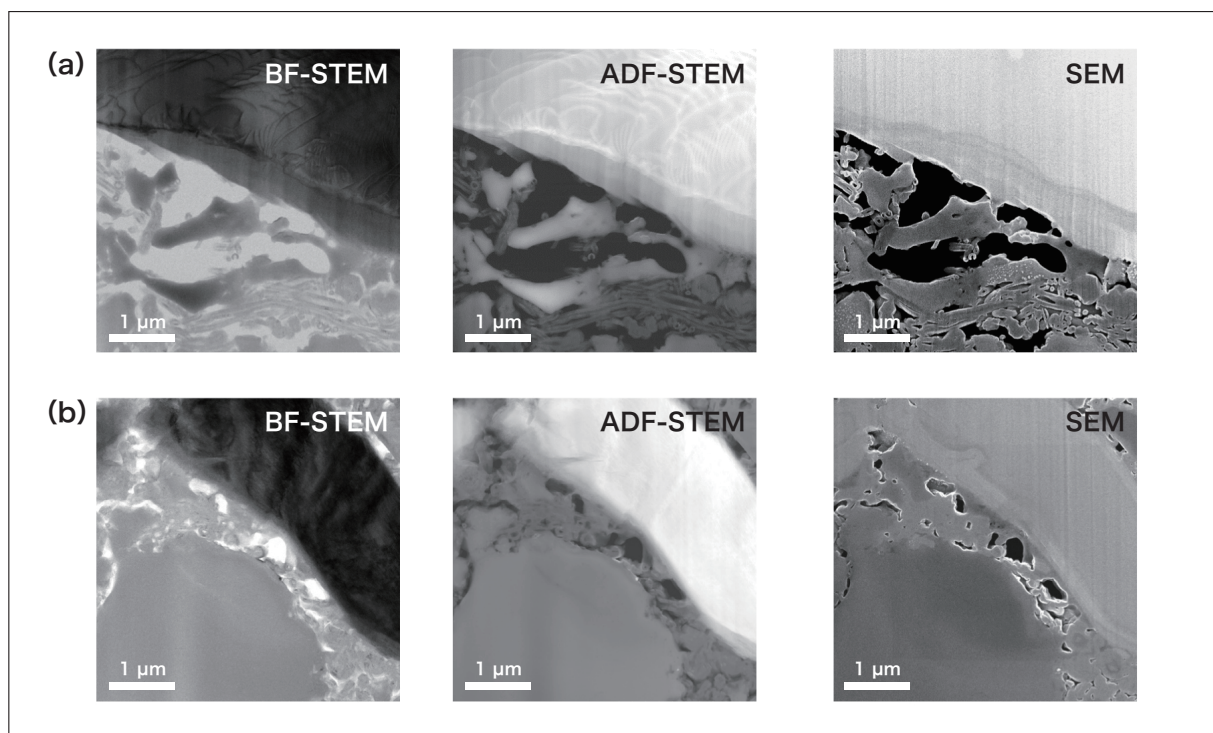 (a)
BF-STEM
ADF-STEM
SEM
1 μm
1 μm
1 μm
(b)
BF-STEM
ADF-STEM
SEM
1 μm
1 μm
1 μm